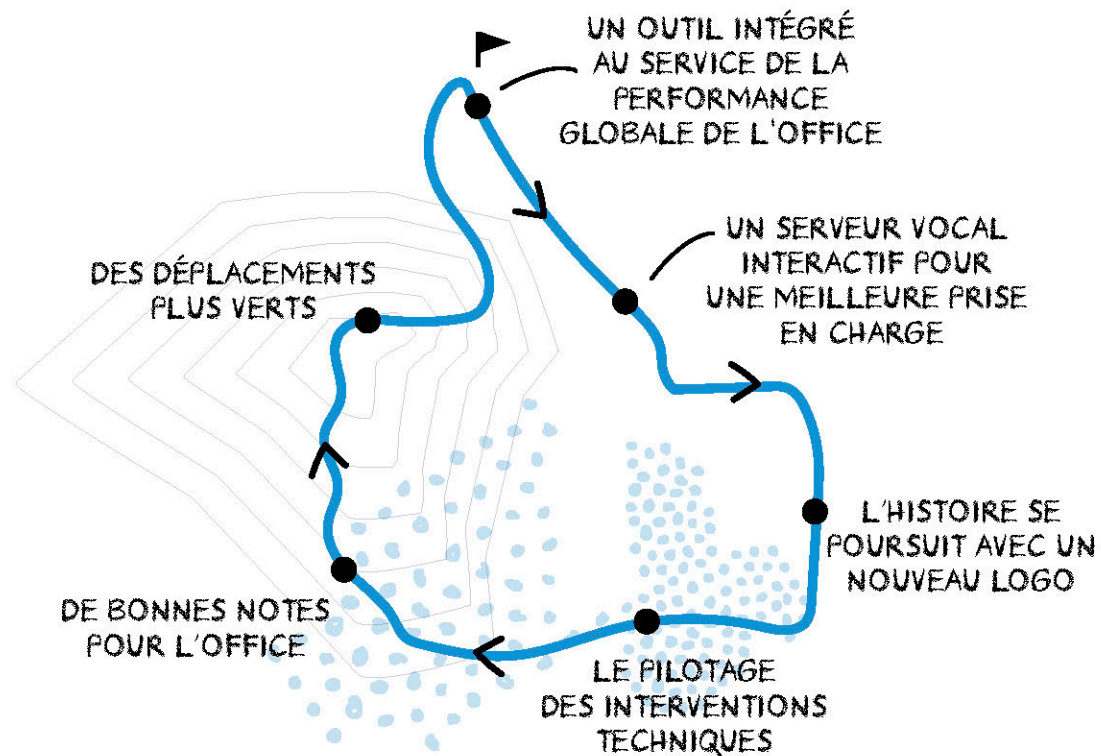 UN OUTIL INTÉGRÉ
AU SERVICE DE LA
PERFORMANCE
GLOBALE DE L'OFFICE
UN SERVEUR VOCAL
INTERACTIF POUR
UNE MEILLEURE PRISE
EN CHARGE
L'HISTOIRE SE
POURSUIT AVEC UN
NOUVEAU LOGO
LE PILOTAGE
DES INTERVENTIONS
TECHNIQUES
DE BONNES NOTES
POUR L'OFFICE
DES DÉPLACEMENTS
PLUS VERTS